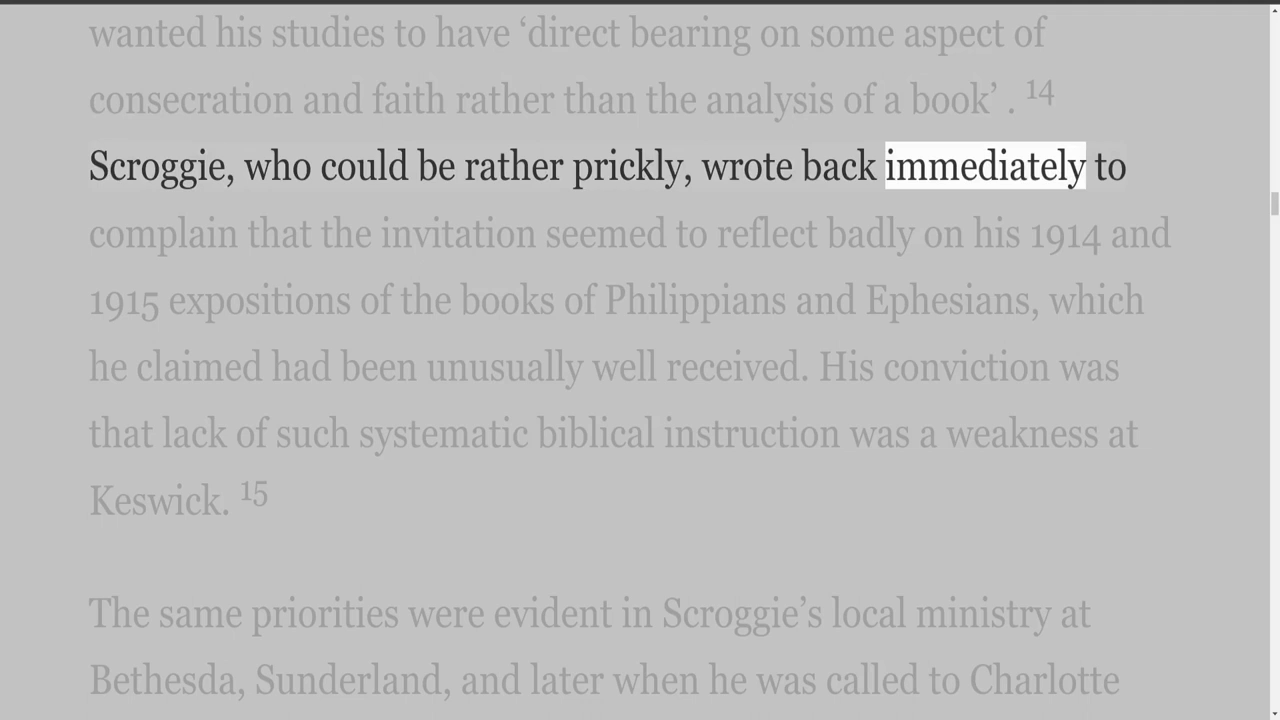 wanted his studies to have ‘direct bearing on some aspect of
consecration and faith rather than the analysis of a book’ . 14
Scroggie, who could be rather prickly, wrote back immediately to
complain that the invitation seemed to reflect badly on his 1914 and
1915 expositions of the books of Philippians and Ephesians, which
he claimed had been unusually well received. His conviction was
that lack of such systematic biblical instruction was a weakness at
Keswick. 15
The same priorities were evident in Scroggie’s local ministry at
Bethesda, Sunderland, and later when he was called to Charlotte